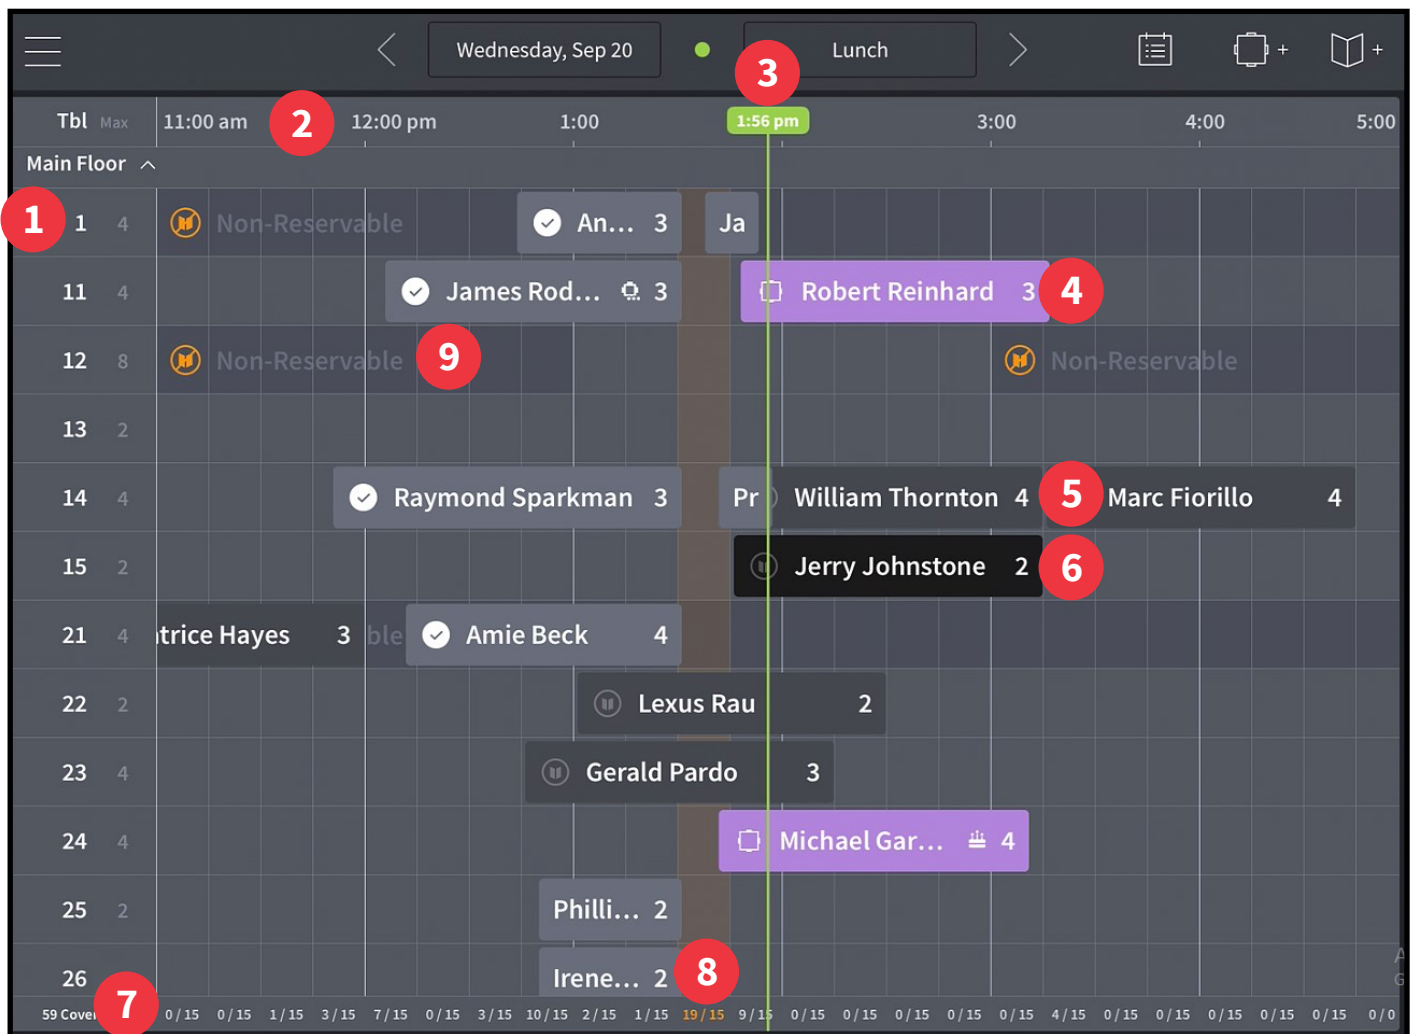 Wednesday, Sep 20
Lunch
3
Tbl Max 11:00 am 2 12:00 pm 1:00 1:56 pm 3:00 4:00 5:00
Main Floor
1 1 4 Non-Reservable An... 3 Ja
11 4 James Rod... 3 Robert Reinhard 3 4
12 8 Non-Reservable 9 Non-Reservable
13 2
14 4 Raymond Sparkman 3 Pr William Thornton 4 5 Marc Fiorillo 4
15 2 Jerry Johnstone 2 6
21 4 trice Hayes 3 ble Amie Beck 4
22 2 Lexus Rau 2
23 4 Gerald Pardo 3
24 4 Michael Gar... 4
25 2 Philli... 2
26 Irene... 2 8
59 Cove 7 0 / 15 0 / 15 1 / 15 3 / 15 7 / 15 0 / 15 3 / 15 10 / 15 2 / 15 1 / 15 19 / 15 9 / 15 0 / 15 0 / 15 0 / 15 0 / 15 0 / 15 4 / 15 0 / 15 0 / 15 0 / 15 0 / 15 0 / 15 0 / 0